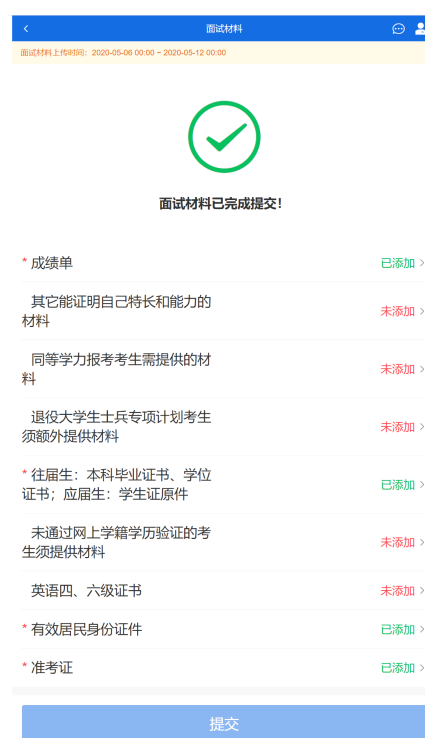 面试材料
面试材料上传时间：2020-05-06 00:00 ~ 2020-05-12 00:00
面试材料已完成提交！
* 成绩单 已添加
其它能证明自己特长和能力的
材料
未添加
同等学力报考考生需提供的材
料
未添加
退役大学生士兵专项计划考生
须额外提供材料
未添加
* 往届生：本科毕业证书、学位
证书；应届生：学生证原件
已添加
未通过网上学籍学历验证的考
生须提供材料
未添加
英语四、六级证书 未添加
* 有效居民身份证件 已添加
* 准考证 已添加
提交